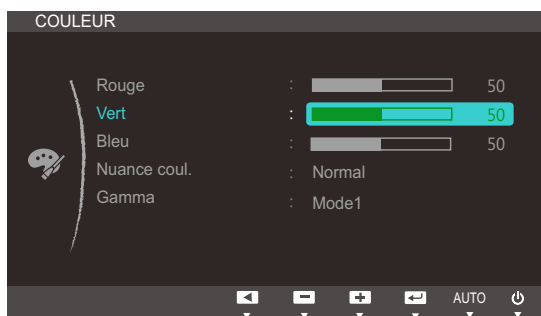 COULEUR
Rouge : 50
Vert : 50
Bleu : 50
Nuance coul. : Normal
Gamma : Mode1
AUTO